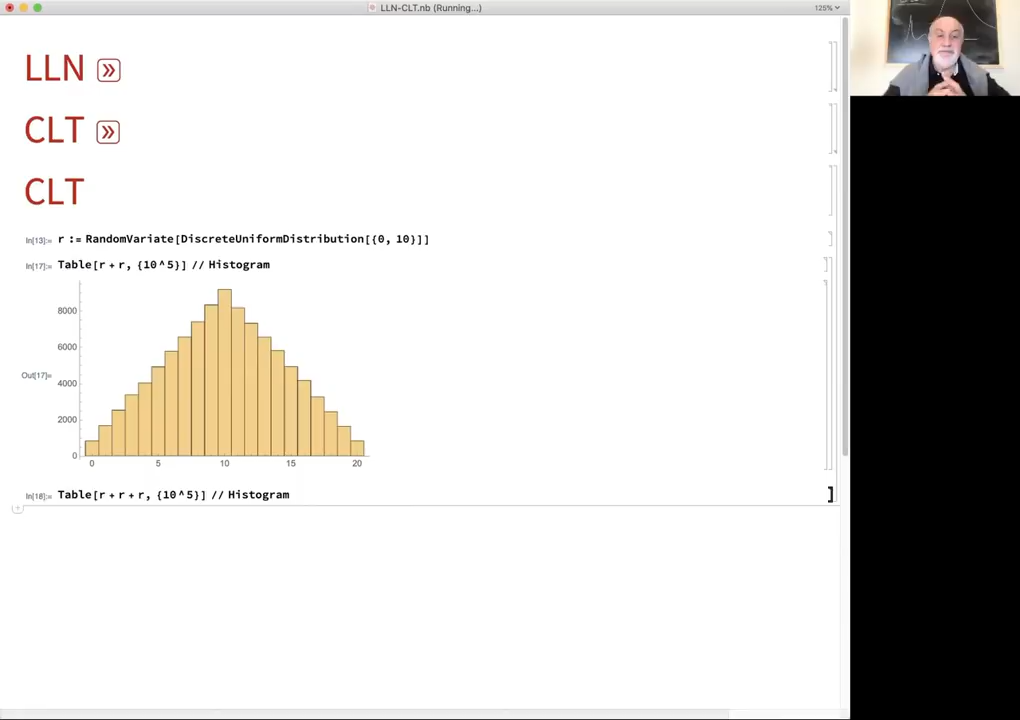 LLN-CLT.nb (Running...)
125%
LLN
CLT
CLT
In[13]:= r := RandomVariate[DiscreteUniformDistribution[{0, 10}]]
In[17]:= Table[r + r, {10^5}] // Histogram
8000
6000
Out[17]=
4000
2000
0
0 5 10 15 20
In[18]:= Table[r + r + r, {10^5}] // Histogram